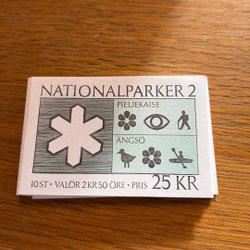 NATIONALPARKER 2
PIELJEKAISE
ÄNGSÖ
10 ST · VALÖR 2 KR 50 ÖRE · PRIS 25 KR